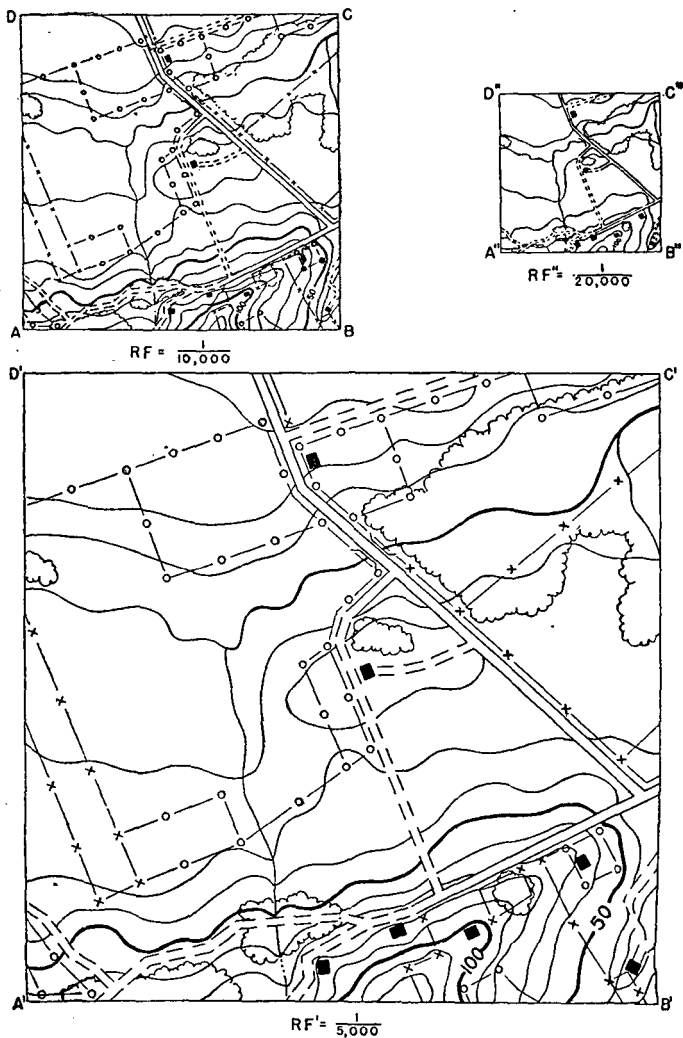 D C
A B
RF = 1/10,000
D" C"
A" B"
RF" = 1/20,000
D' C'
50
100
A' B'
RF' = 1/5,000